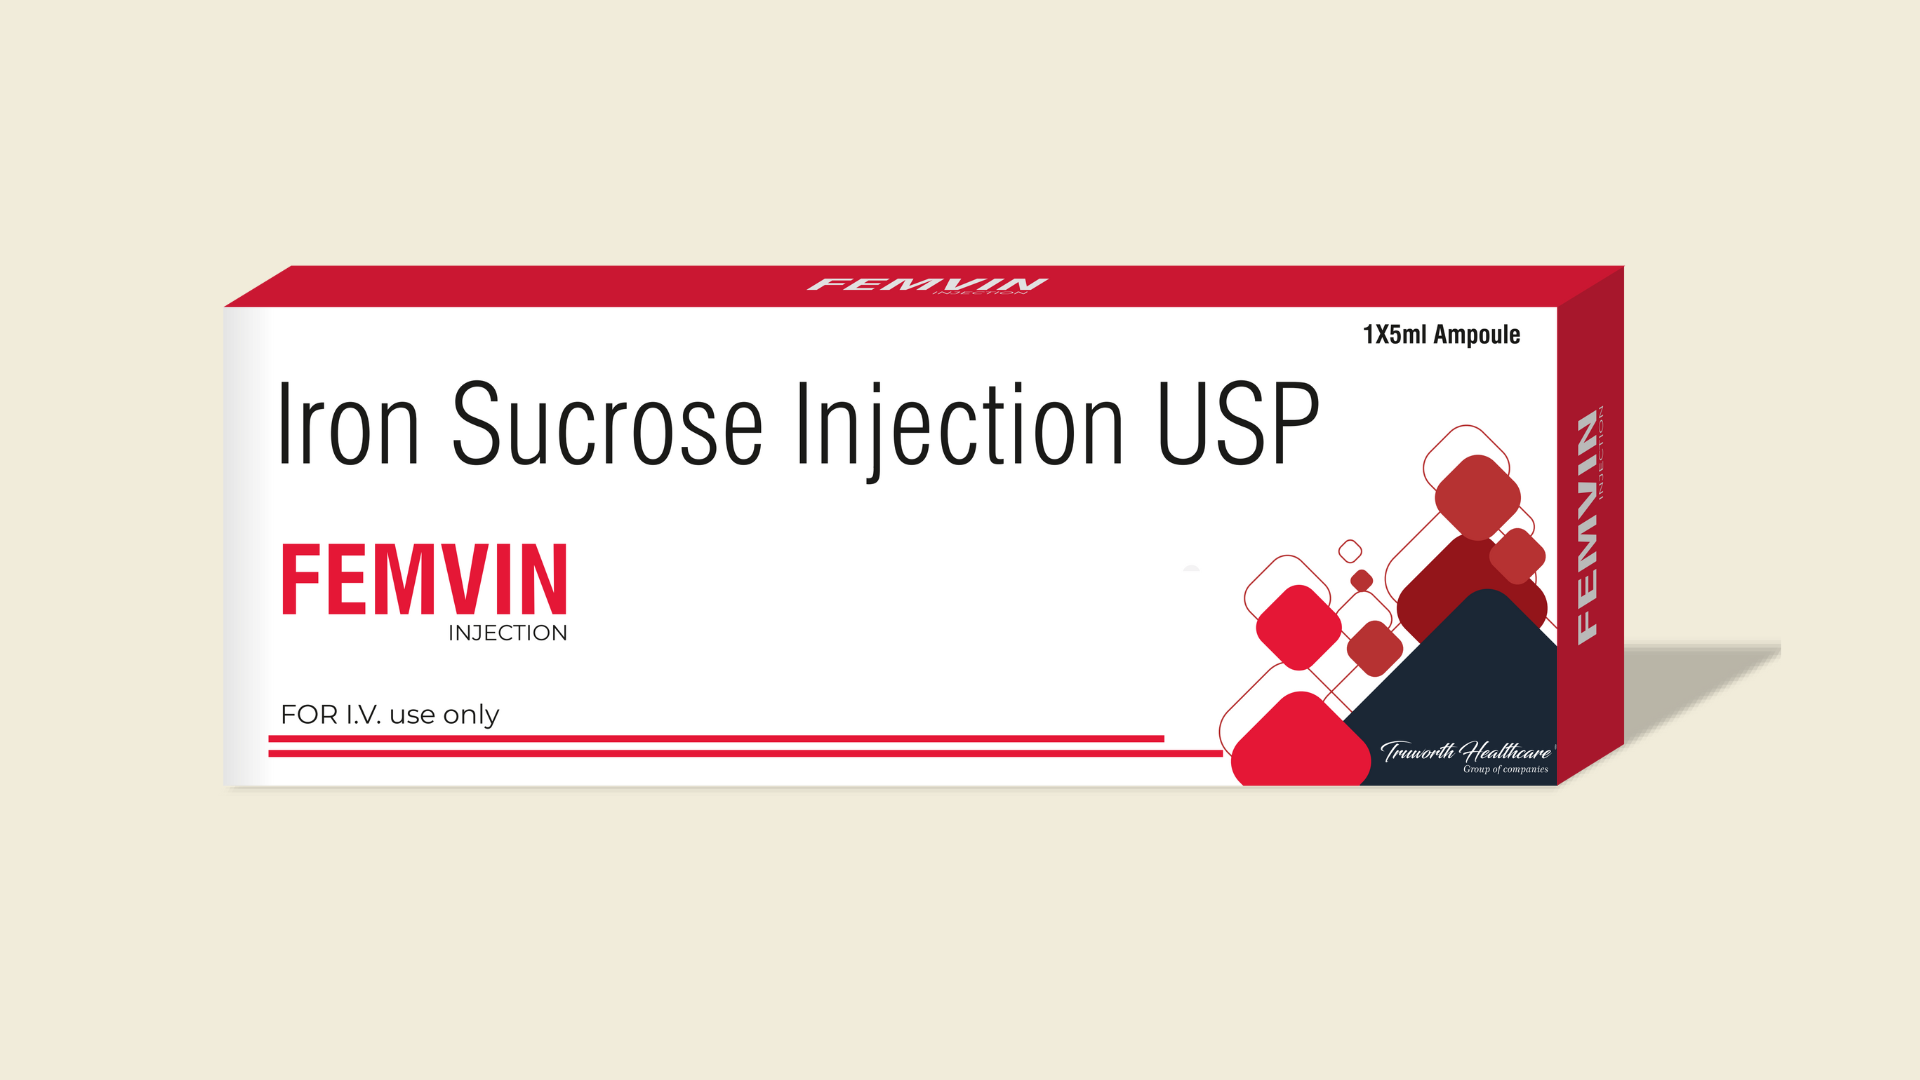 FEMVIN
INJECTION
1X5ml Ampoule
Iron Sucrose Injection USP
FEMVIN
INJECTION
FOR I.V. use only
Truworth Healthcare
Group of companies
FEMVIN
INJECTION